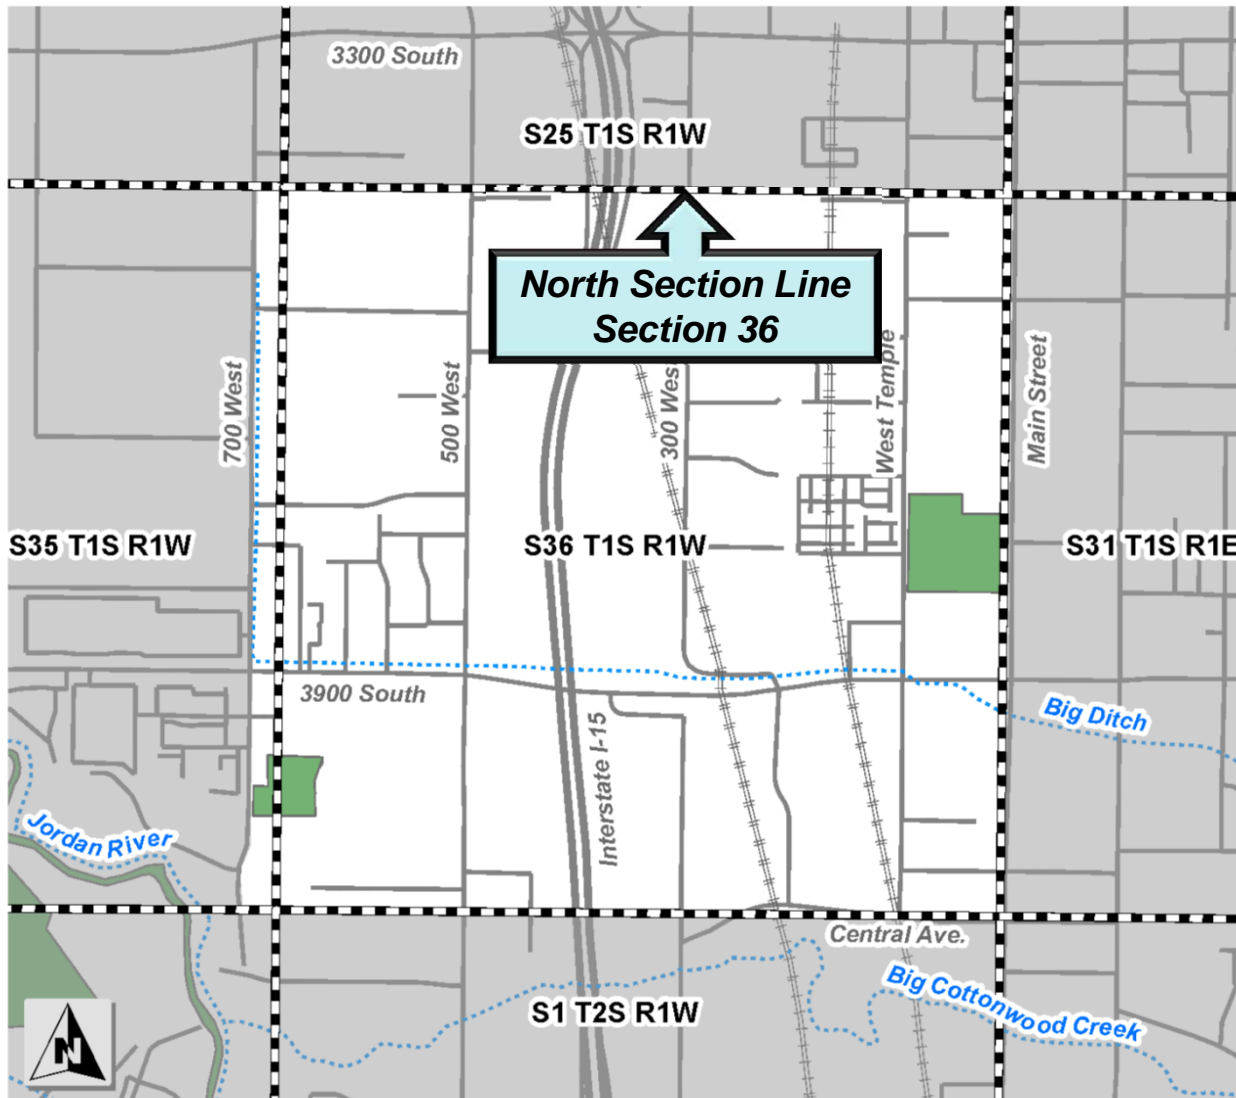 3300 South
S25 T1S R1W
North Section Line
Section 36
700 West
500 West
300 Wes
West Temple
Main Street
S35 T1S R1W
S36 T1S R1W
S31 T1S R1E
3900 South
Big Ditch
Interstate I-15
Jordan River
Central Ave.
Big Cottonwood Creek
S1 T2S R1W
N